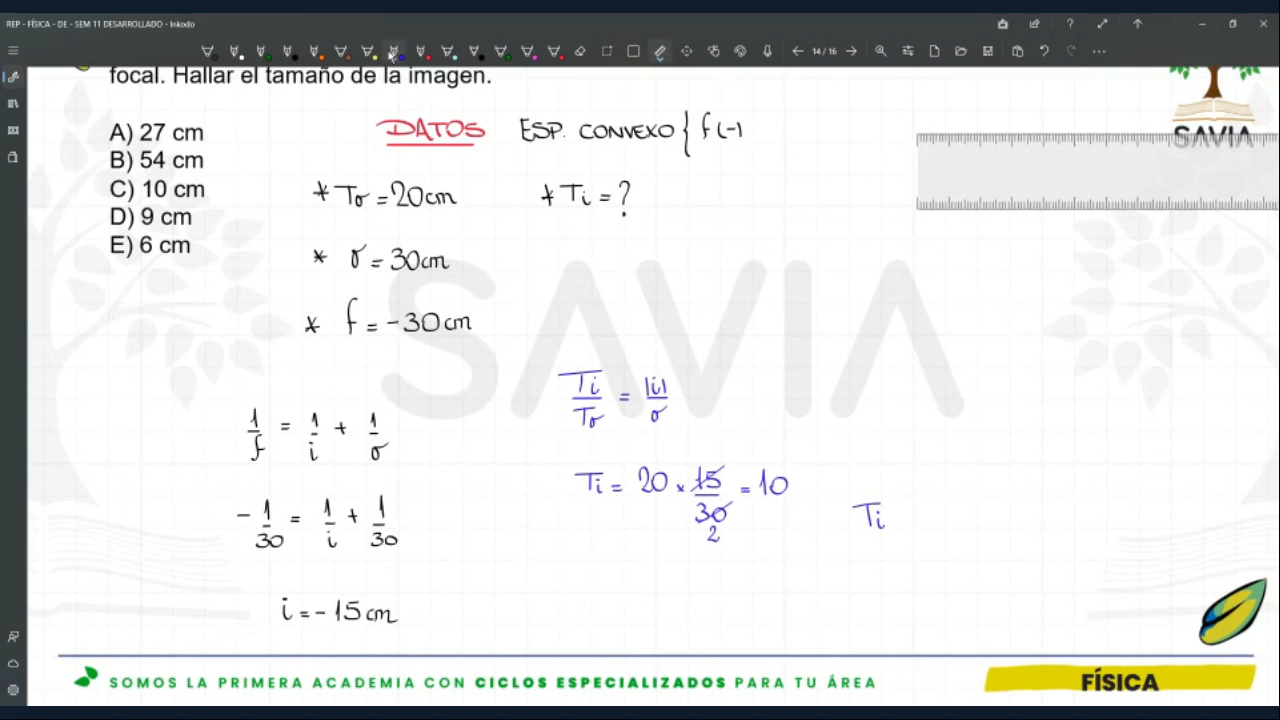 REP - FÍSICA - DE - SEM 11 DESARROLLADO - Inkodo
14 / 16
focal. Hallar el tamaño de la imagen.
A) 27 cm
B) 54 cm
C) 10 cm
D) 9 cm
E) 6 cm
DATOS
ESP. CONVEXO { f (-)
* To = 20cm
* Ti = ?
* o = 30cm
* f = -30cm
Ti/To = |i|/o
1/f = 1/i + 1/o
Ti = 20 × 15/30 = 10
2
Ti
-1/30 = 1/i + 1/30
i = -15cm
SAVIA
SAVIA
SOMOS LA PRIMERA ACADEMIA CON CICLOS ESPECIALIZADOS PARA TU ÁREA
FÍSICA